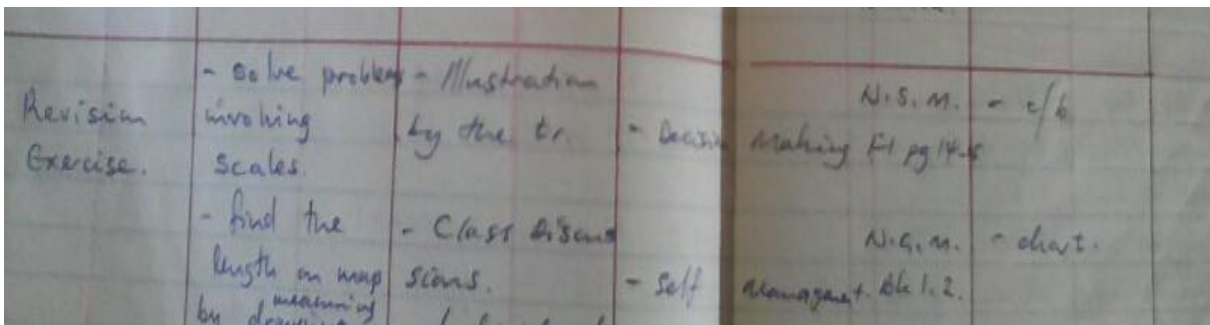 Revision
Exercise.
- Solve problems
involving
scales.
- find the
length on map
measuring
by
- Illustration
by the tr.
- Class Discus
sions.
- Decision Making
- Self Management.
N.S.M.
F1 pg 14-5
N.G.M.
bk 1.2.
- c/b
- chart.